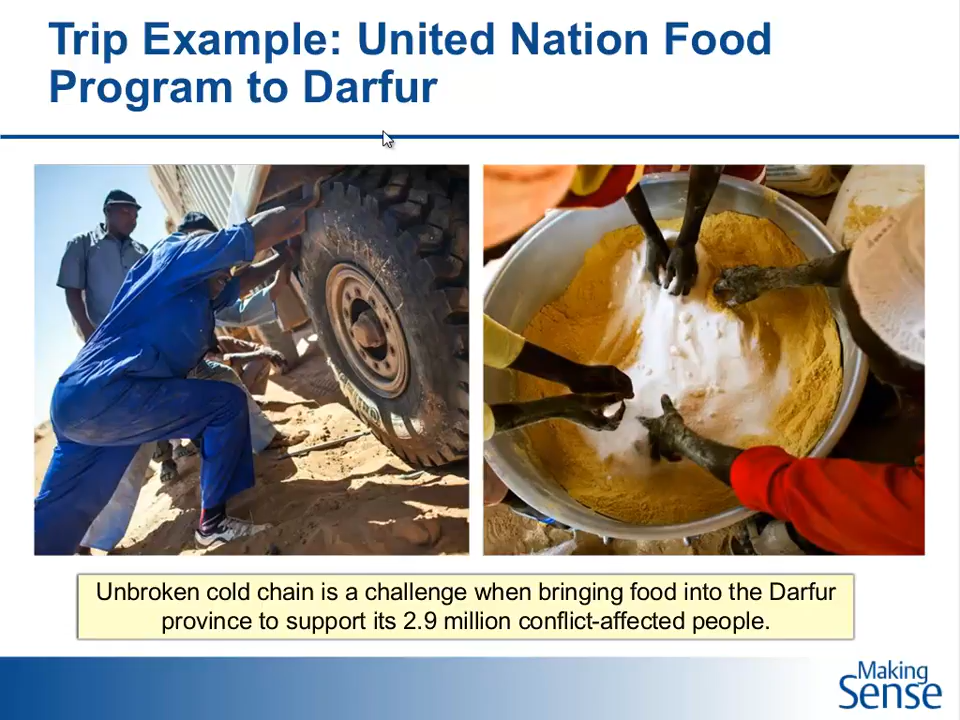 Trip Example: United Nation Food
Program to Darfur
Unbroken cold chain is a challenge when bringing food into the Darfur
province to support its 2.9 million conflict-affected people.
Making
Sense